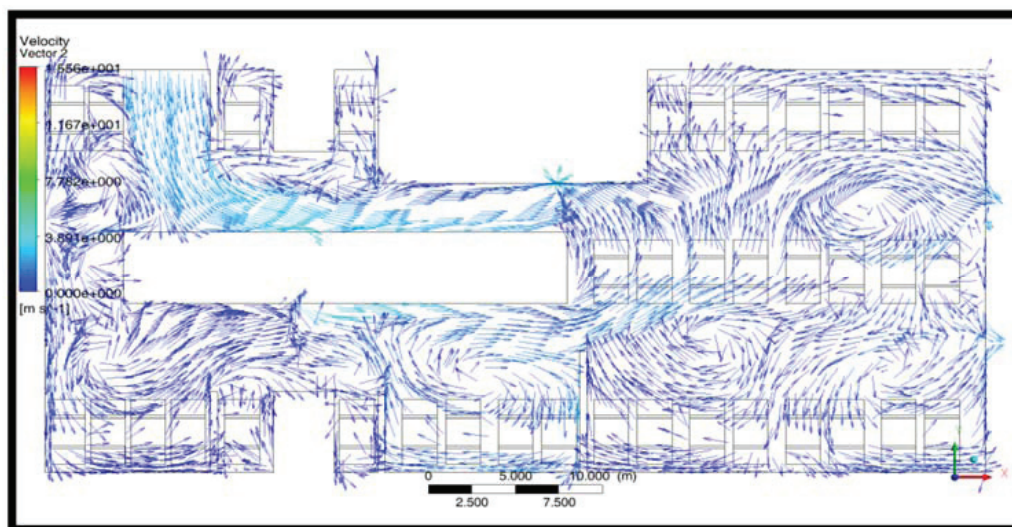 Velocity
Vector 2
1.556e+001
1.167e+001
7.782e+000
3.891e+000
0.000e+000
[m s^-1]
0 5.000 10.000 (m)
2.500 7.500
Y
X